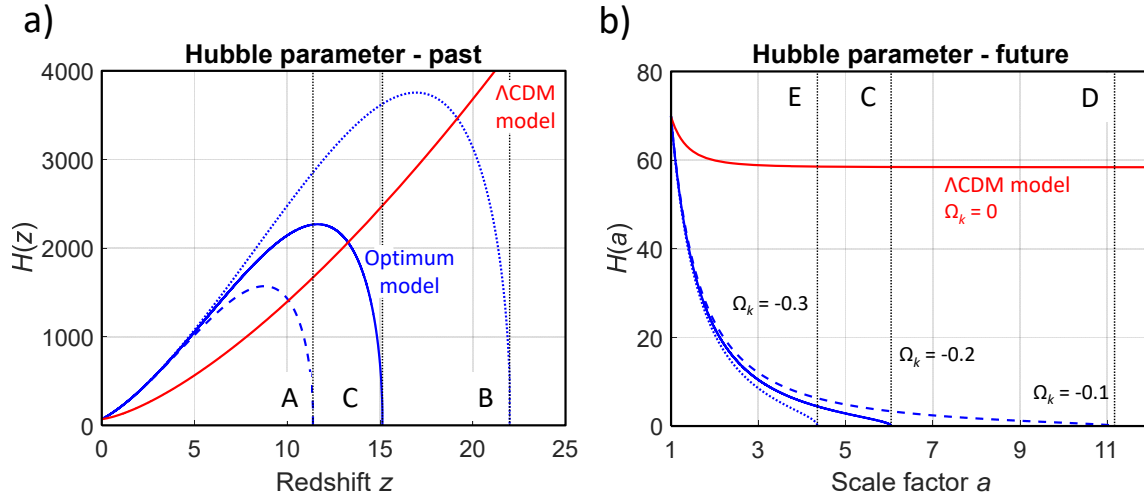 a)
Hubble parameter - past
4000
3000
2000
1000
0
H(z)
0
5
10
15
20
25
Redshift z
ΛCDM
model
Optimum
model
A
C
B
b)
Hubble parameter - future
80
60
40
20
0
H(a)
1
3
5
7
9
11
Scale factor a
E
C
D
ΛCDM model
Ωₖ = 0
Ωₖ = -0.3
Ωₖ = -0.2
Ωₖ = -0.1